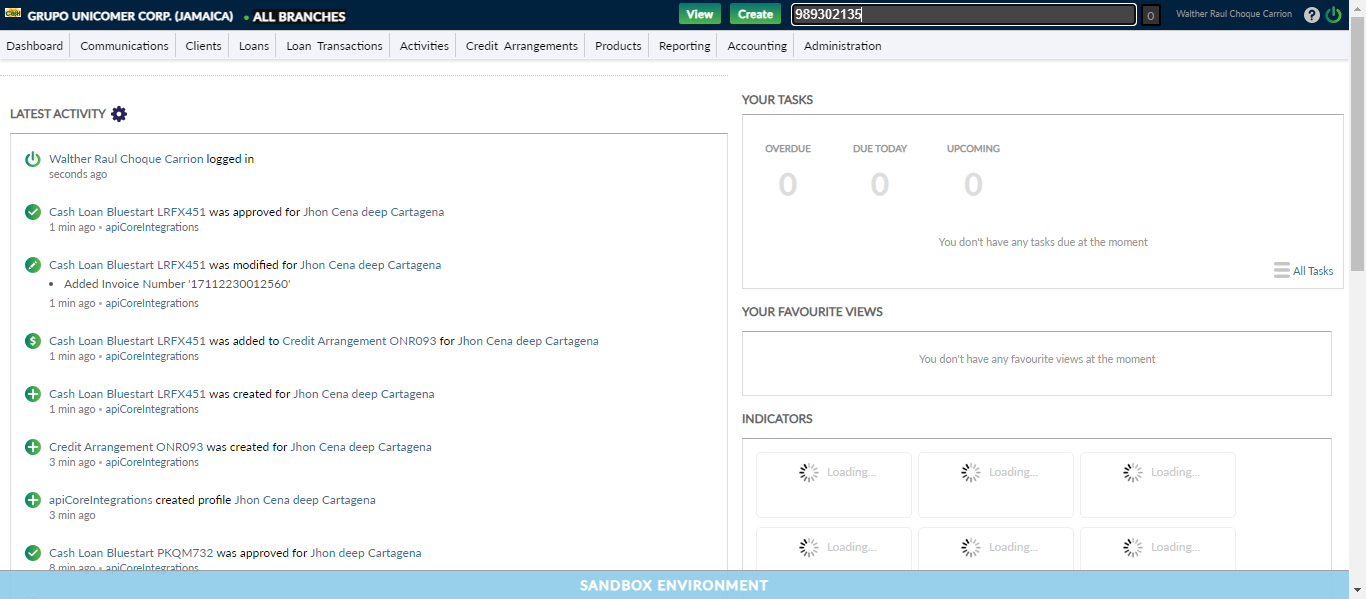 GRUPO UNICOMER CORP. (JAMAICA) • ALL BRANCHES View Create 989302135 0 Walther Raul Choque Carrion ?
Dashboard Communications Clients Loans Loan Transactions Activities Credit Arrangements Products Reporting Accounting Administration
LATEST ACTIVITY
Walther Raul Choque Carrion logged in
seconds ago
Cash Loan Bluestart LRFX451 was approved for Jhon Cena deep Cartagena
1 min ago • apiCoreIntegrations
Cash Loan Bluestart LRFX451 was modified for Jhon Cena deep Cartagena
• Added Invoice Number '17112230012560'
1 min ago • apiCoreIntegrations
Cash Loan Bluestart LRFX451 was added to Credit Arrangement ONR093 for Jhon Cena deep Cartagena
1 min ago • apiCoreIntegrations
Cash Loan Bluestart LRFX451 was created for Jhon Cena deep Cartagena
1 min ago • apiCoreIntegrations
Credit Arrangement ONR093 was created for Jhon Cena deep Cartagena
3 min ago • apiCoreIntegrations
apiCoreIntegrations created profile Jhon Cena deep Cartagena
3 min ago
Cash Loan Bluestart PKQM732 was approved for Jhon deep Cartagena
8 min ago • apiCoreIntegrations
YOUR TASKS
OVERDUE DUE TODAY UPCOMING
0 0 0
You don't have any tasks due at the moment
All Tasks
YOUR FAVOURITE VIEWS
You don't have any favourite views at the moment
INDICATORS
Loading... Loading... Loading...
Loading... Loading... Loading...
SANDBOX ENVIRONMENT